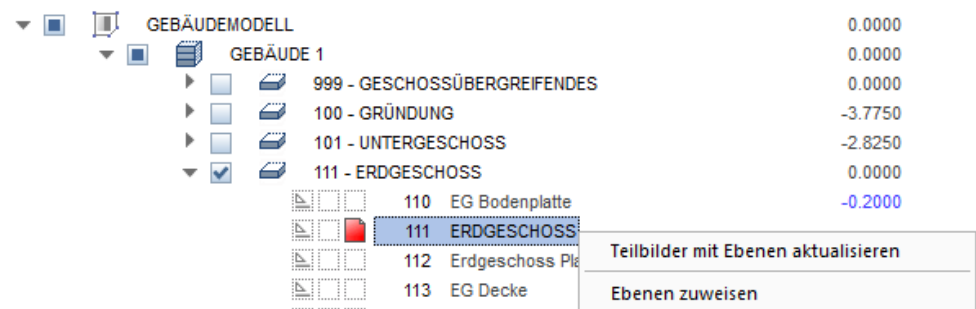 GEBÄUDEMODELL 0.0000
GEBÄUDE 1 0.0000
999 - GESCHOSSÜBERGREIFENDES 0.0000
100 - GRÜNDUNG -3.7750
101 - UNTERGESCHOSS -2.8250
111 - ERDGESCHOSS 0.0000
110 EG Bodenplatte -0.2000
111 ERDGESCHOSS
Teilbilder mit Ebenen aktualisieren
112 Erdgeschoss Pla
113 EG Decke
Ebenen zuweisen